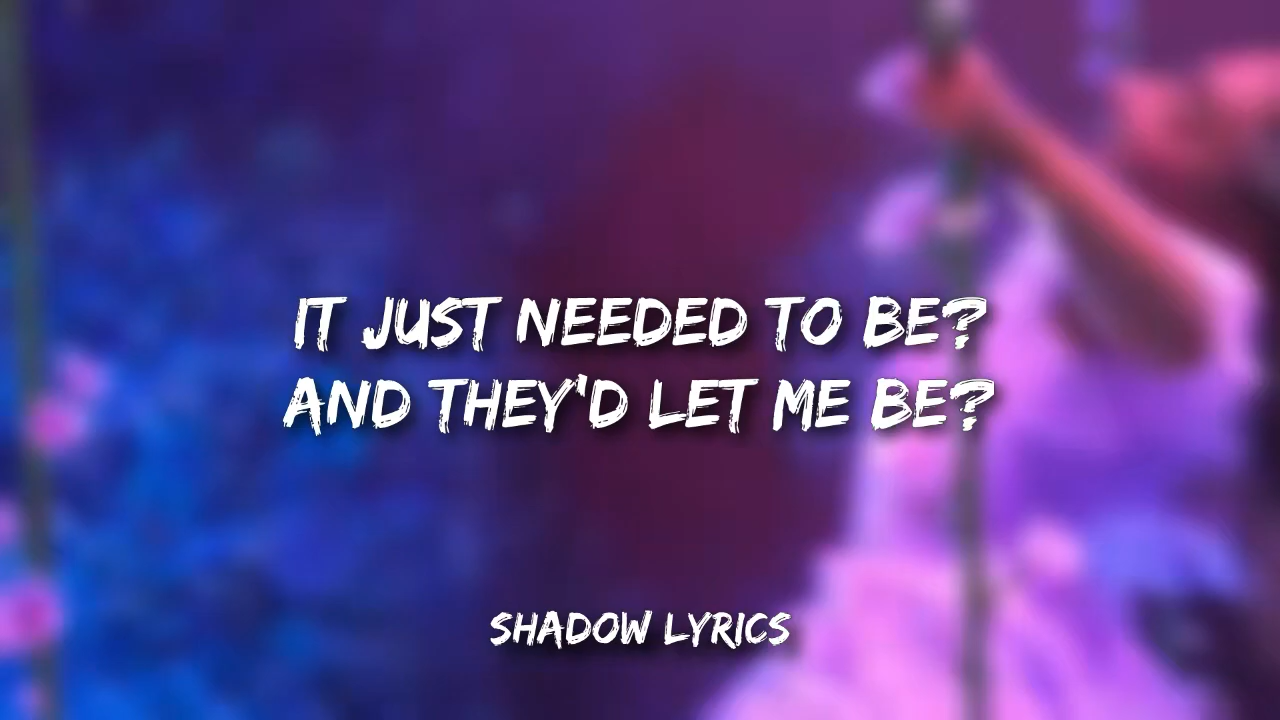 IT JUST NEEDED TO BE?
AND THEY'D LET ME BE?
SHADOW LYRICS